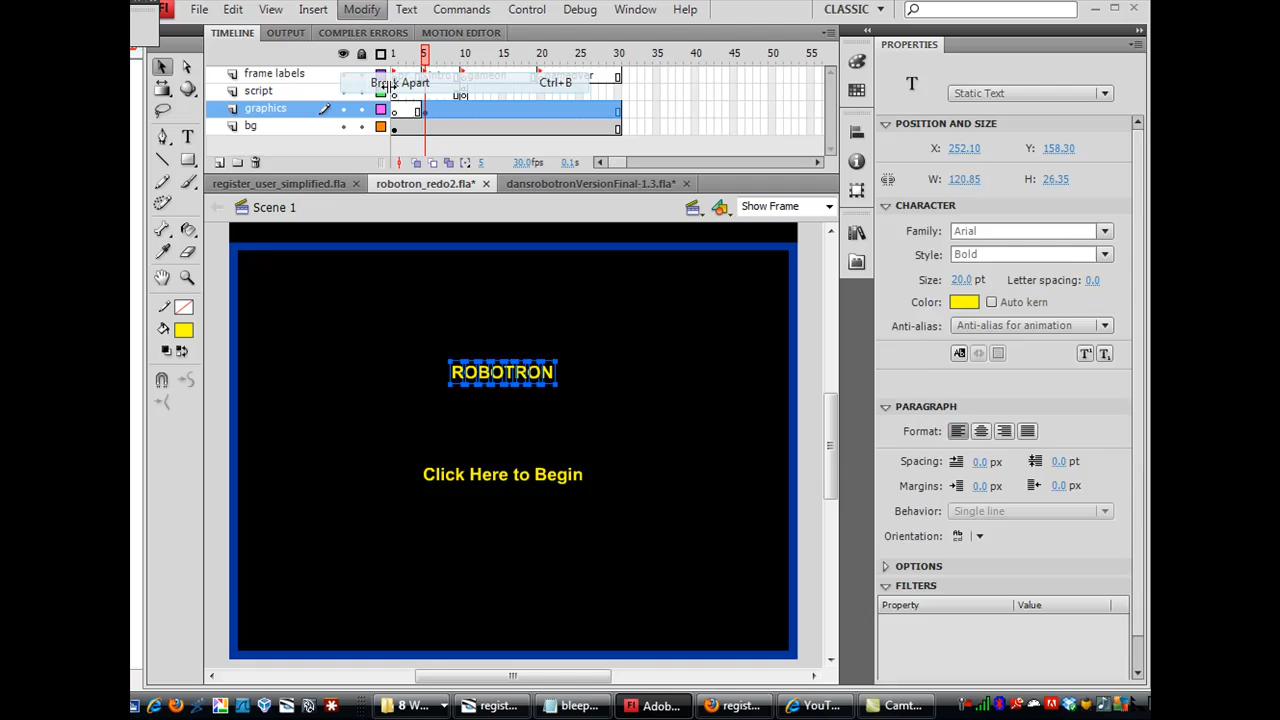 File Edit View Insert Modify Text Commands Control Debug Window Help CLASSIC
TIMELINE OUTPUT COMPILER ERRORS MOTION EDITOR
1 5 10 15 20 25 30 35 40 45 50 55
frame labels
Break Apart Ctrl+B
script
graphics
bg
5 30.0fps 0.1s
register_user_simplified.fla robotron_redo2.fla* dansrobotronVersionFinal-1.3.fla*
Scene 1 Show Frame
ROBOTRON
Click Here to Begin
PROPERTIES
T Static Text
POSITION AND SIZE
X: 252.10 Y: 158.30
W: 120.85 H: 26.35
CHARACTER
Family: Arial
Style: Bold
Size: 20.0 pt Letter spacing: 0.0
Color: Auto kern
Anti-alias: Anti-alias for animation
PARAGRAPH
Format:
Spacing: 0.0 px 0.0 pt
Margins: 0.0 px 0.0 px
Behavior: Single line
Orientation:
OPTIONS
FILTERS
Property Value
8 W... regist... bleep... Adob... regist... YouT... Camt...